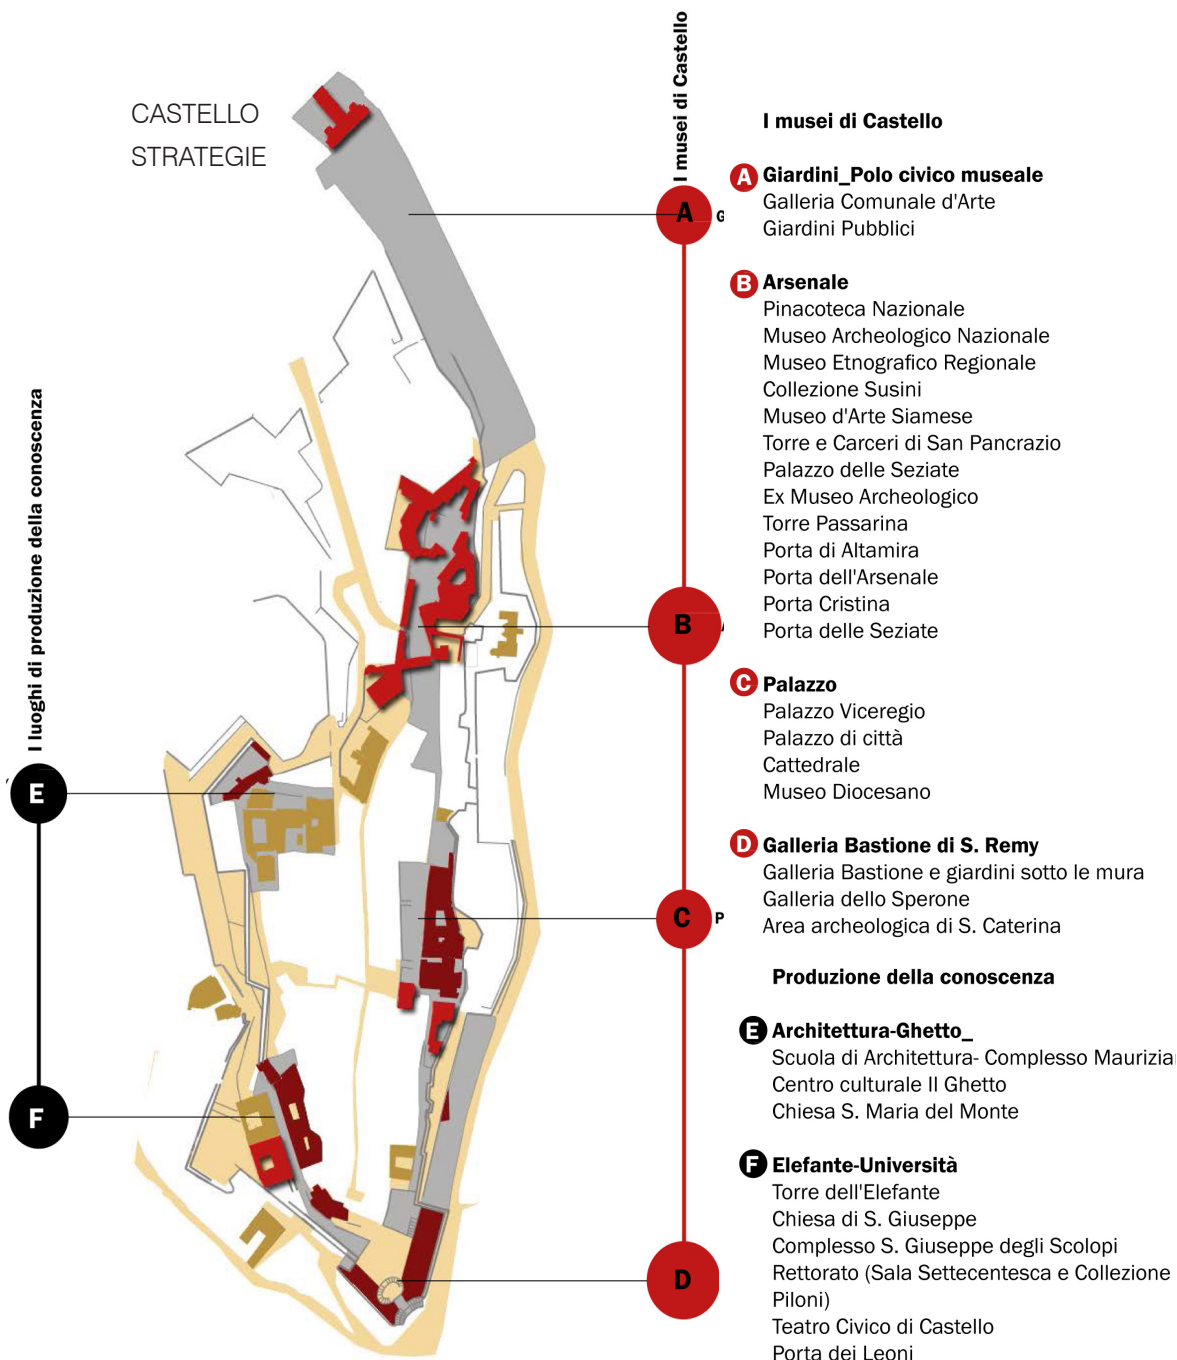 CASTELLO
STRATEGIE
I musei di Castello
A
G
B
C
P
D
I luoghi di produzione della conoscenza
E
F
I musei di Castello
A Giardini_Polo civico museale
Galleria Comunale d'Arte
Giardini Pubblici
B Arsenale
Pinacoteca Nazionale
Museo Archeologico Nazionale
Museo Etnografico Regionale
Collezione Susini
Museo d'Arte Siamese
Torre e Carceri di San Pancrazio
Palazzo delle Seziate
Ex Museo Archeologico
Torre Passarina
Porta di Altamira
Porta dell'Arsenale
Porta Cristina
Porta delle Seziate
C Palazzo
Palazzo Viceregio
Palazzo di città
Cattedrale
Museo Diocesano
D Galleria Bastione di S. Remy
Galleria Bastione e giardini sotto le mura
Galleria dello Sperone
Area archeologica di S. Caterina
Produzione della conoscenza
E Architettura-Ghetto_
Scuola di Architettura- Complesso Maurizia
Centro culturale Il Ghetto
Chiesa S. Maria del Monte
F Elefante-Università
Torre dell'Elefante
Chiesa di S. Giuseppe
Complesso S. Giuseppe degli Scolopi
Rettorato (Sala Settecentesca e Collezione
Piloni)
Teatro Civico di Castello
Porta dei Leoni